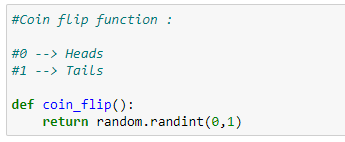 #Coin flip function :
#0 --> Heads
#1 --> Tails
def coin_flip():
    return random.randint(0,1)